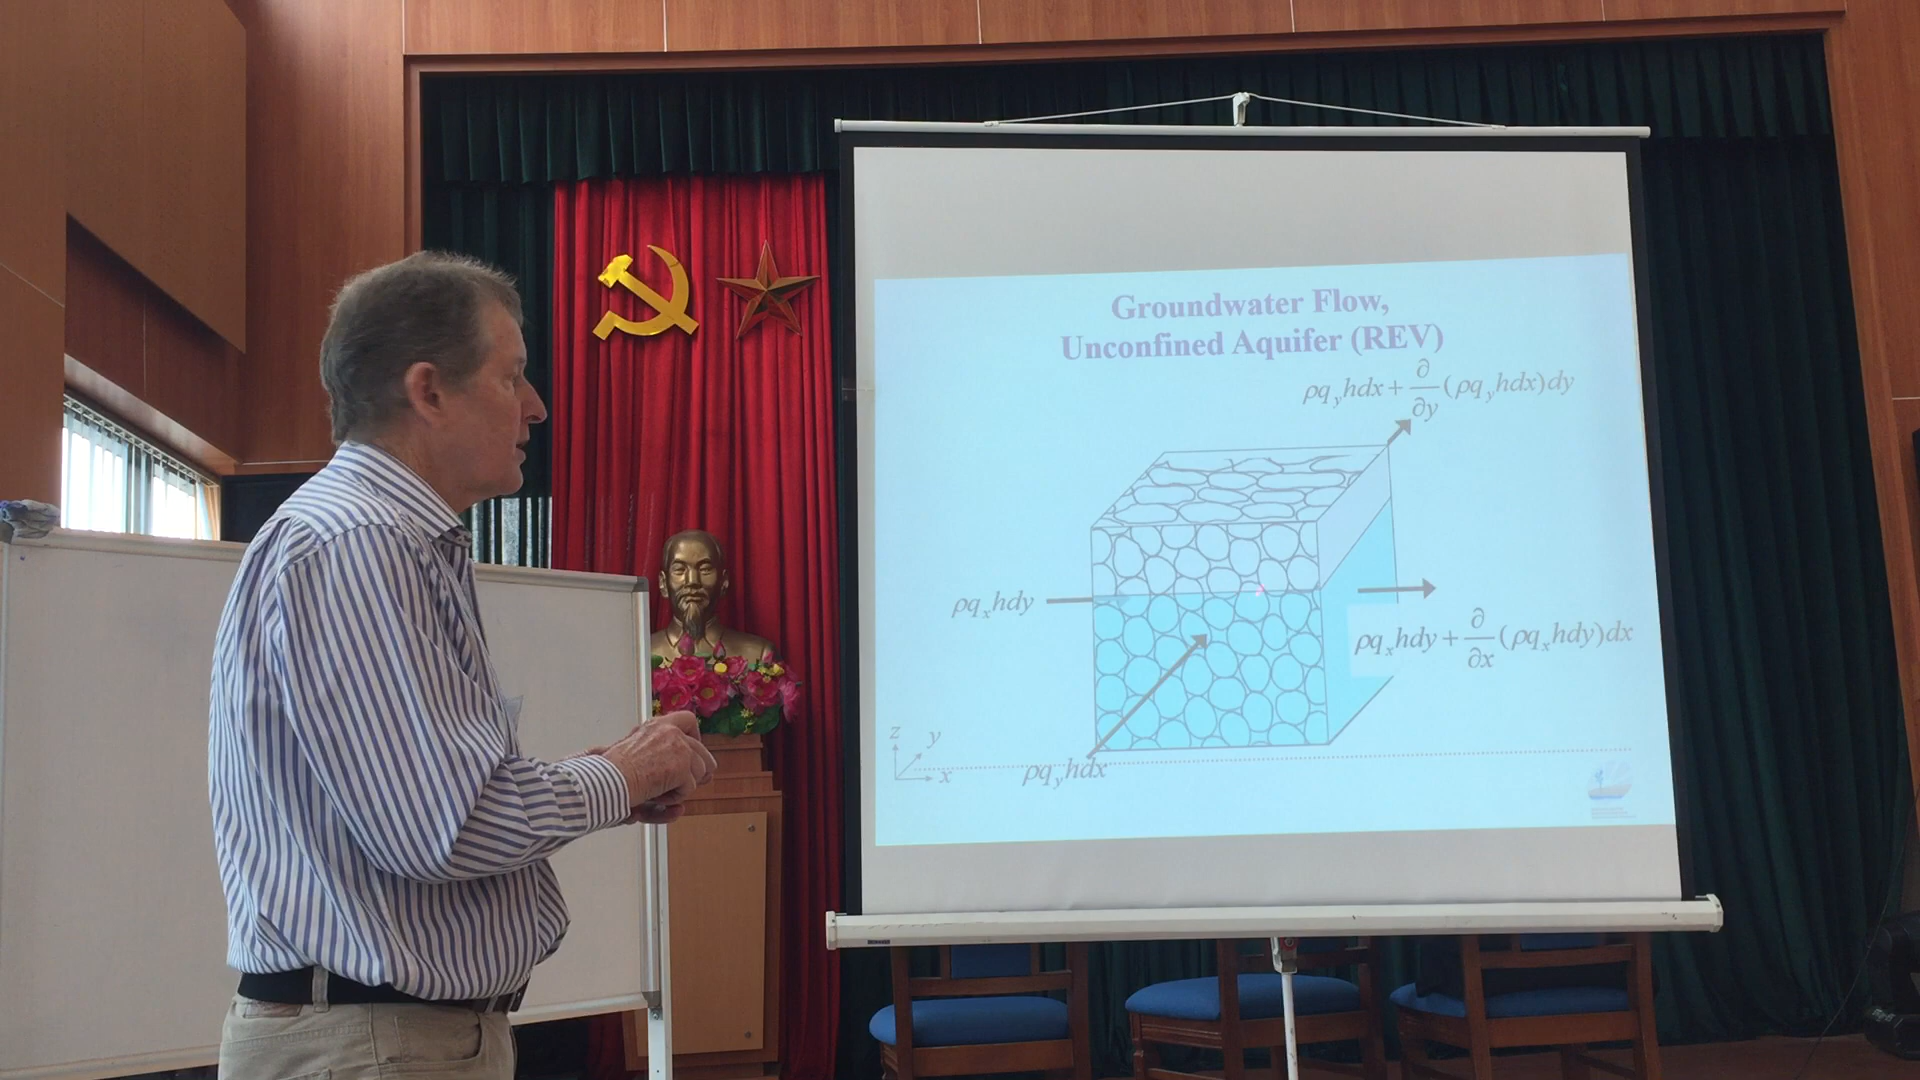 Groundwater Flow,
Unconfined Aquifer (REV)
ρq_y hdx + ∂/∂y (ρq_y hdx)dy
ρq_x hdy
ρq_x hdy + ∂/∂x (ρq_x hdy)dx
z
y
x
ρq_y hdx